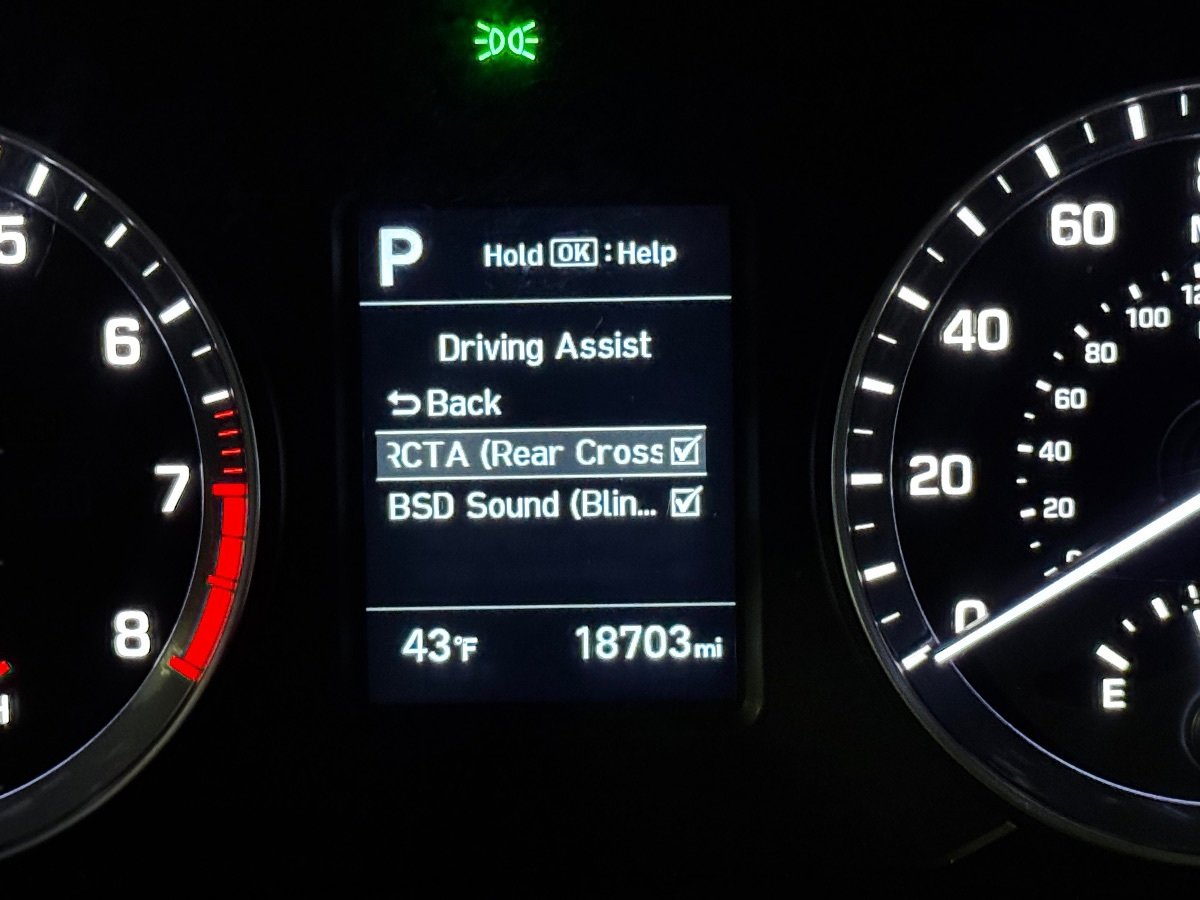 P Hold OK : Help
Driving Assist
Back
RCTA (Rear Cross
BSD Sound (Blin...
43°F 18703mi
5
6
7
8
H
0
20
40
60
20
40
60
80
100
E